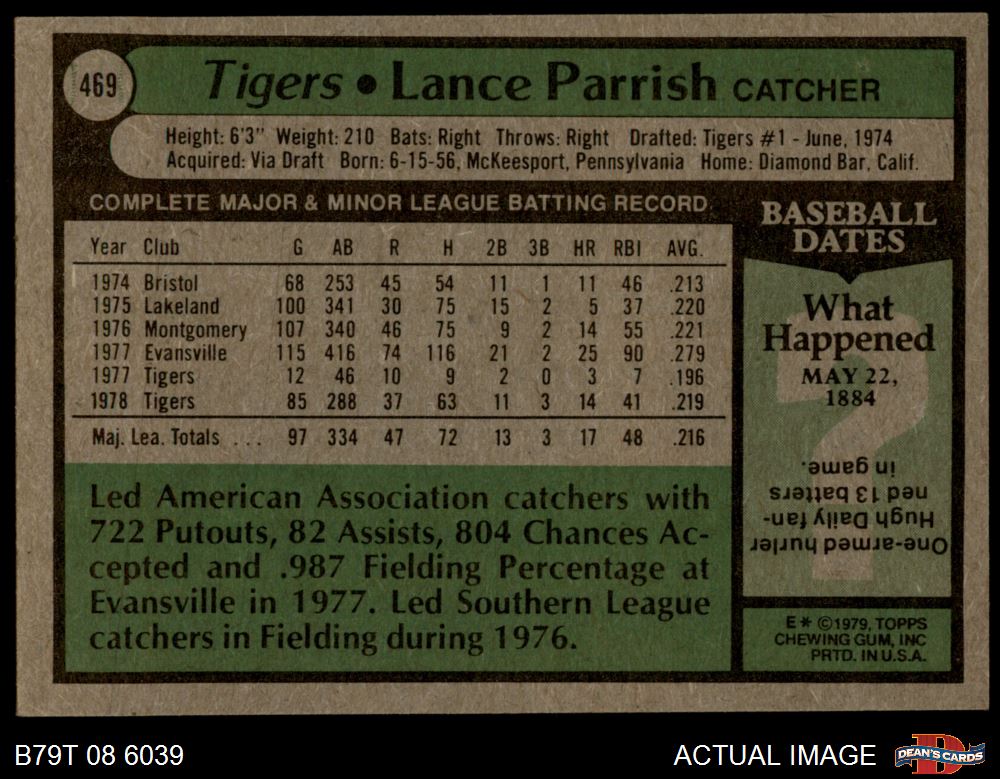 469
Tigers • Lance Parrish CATCHER
Height: 6'3" Weight: 210 Bats: Right Throws: Right Drafted: Tigers #1 - June, 1974
Acquired: Via Draft Born: 6-15-56, McKeesport, Pennsylvania Home: Diamond Bar, Calif.
COMPLETE MAJOR & MINOR LEAGUE BATTING RECORD
Year Club G AB R H 2B 3B HR RBI AVG.
1974 Bristol 68 253 45 54 11 1 11 46 .213
1975 Lakeland 100 341 30 75 15 2 5 37 .220
1976 Montgomery 107 340 46 75 9 2 14 55 .221
1977 Evansville 115 416 74 116 21 2 25 90 .279
1977 Tigers 12 46 10 9 2 0 3 7 .196
1978 Tigers 85 288 37 63 11 3 14 41 .219
Maj. Lea. Totals . . . 97 334 47 72 13 3 17 48 .216
Led American Association catchers with
722 Putouts, 82 Assists, 804 Chances Ac-
cepted and .987 Fielding Percentage at
Evansville in 1977. Led Southern League
catchers in Fielding during 1976.
BASEBALL
DATES
What
Happened
MAY 22,
1884
One-armed hurler
Hugh Dailey fan-
ned 13 batters
in game.
E* ©1979, TOPPS
CHEWING GUM, INC
PRTD. IN U.S.A.
B79T 08 6039
ACTUAL IMAGE
DEAN'S CARDS